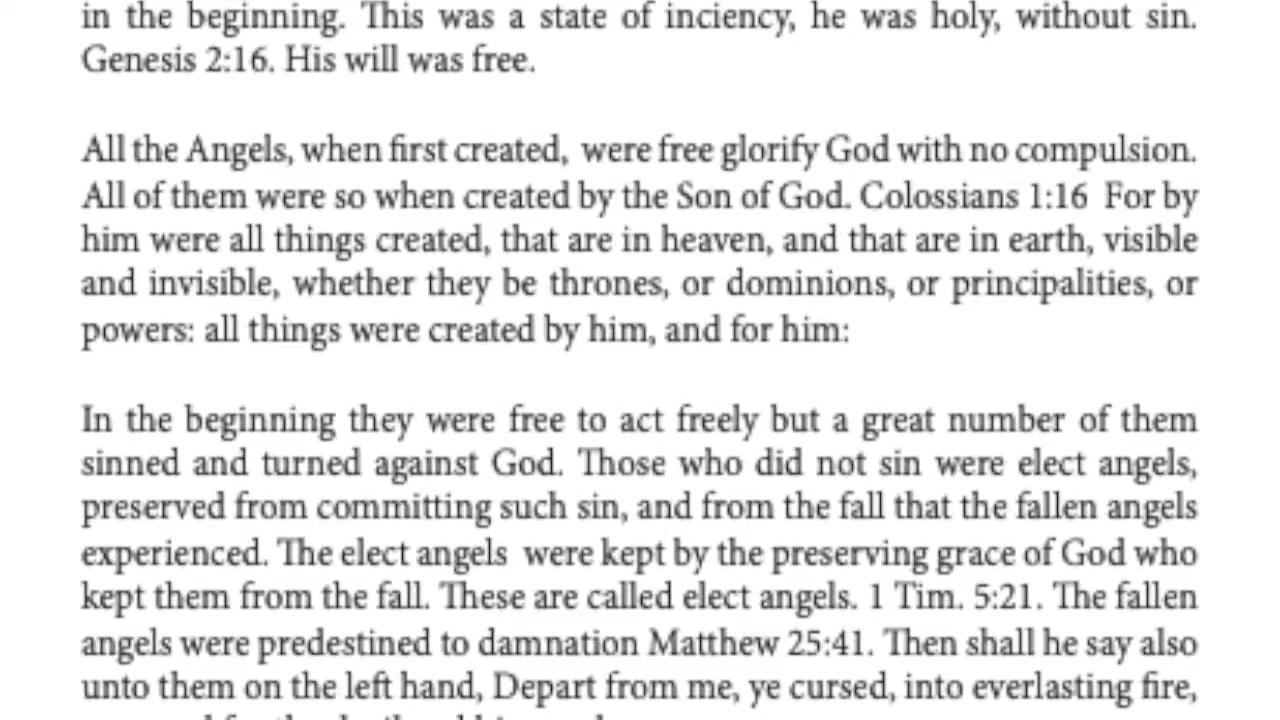 in the beginning. This was a state of inciency, he was holy, without sin.
Genesis 2:16. His will was free.
All the Angels, when first created, were free glorify God with no compulsion.
All of them were so when created by the Son of God. Colossians 1:16 For by
him were all things created, that are in heaven, and that are in earth, visible
and invisible, whether they be thrones, or dominions, or principalities, or
powers: all things were created by him, and for him:
In the beginning they were free to act freely but a great number of them
sinned and turned against God. Those who did not sin were elect angels,
preserved from committing such sin, and from the fall that the fallen angels
experienced. The elect angels were kept by the preserving grace of God who
kept them from the fall. These are called elect angels. 1 Tim. 5:21. The fallen
angels were predestined to damnation Matthew 25:41. Then shall he say also
unto them on the left hand, Depart from me, ye cursed, into everlasting fire,